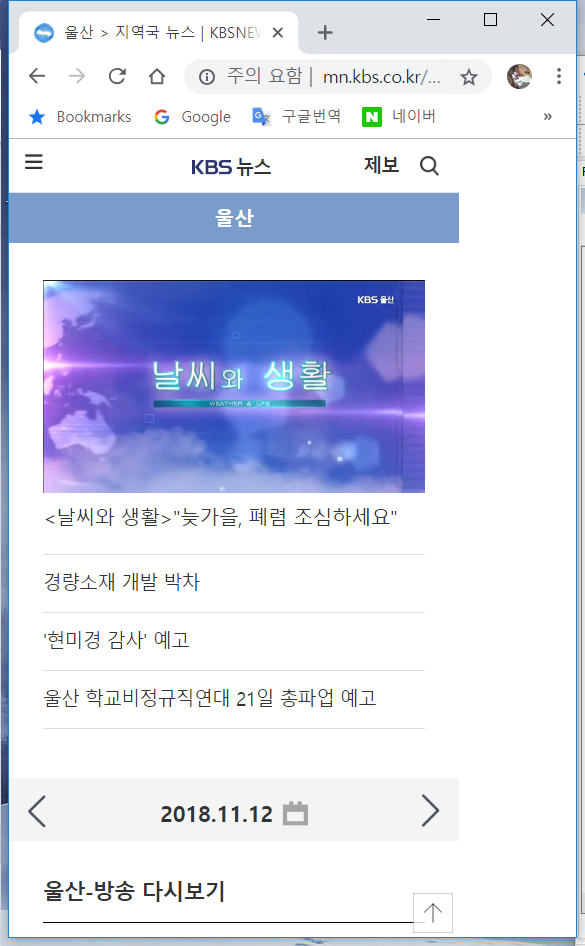 울산 > 지역국 뉴스 | KBSNEW
주의 요함 | mn.kbs.co.kr/...
Bookmarks Google 구글번역 네이버 »
KBS 뉴스 제보
울산
KBS 울산
날씨와 생활
WEATHER & LIFE
<날씨와 생활>"늦가을, 폐렴 조심하세요"
경량소재 개발 박차
'현미경 감사' 예고
울산 학교비정규직연대 21일 총파업 예고
2018.11.12
울산-방송 다시보기